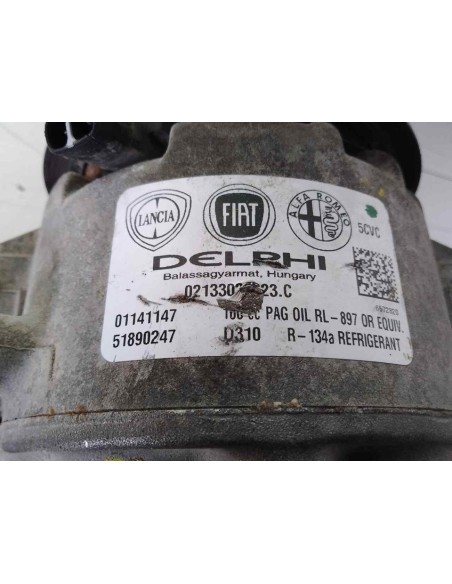 LANCIA FIAT ALFA ROMEO
5CVC
DELPHI
Balassagyarmat, Hungary
01141147 PAG OIL RL-897 OR EQUIV.
51890247 D310 R-134a REFRIGERANT